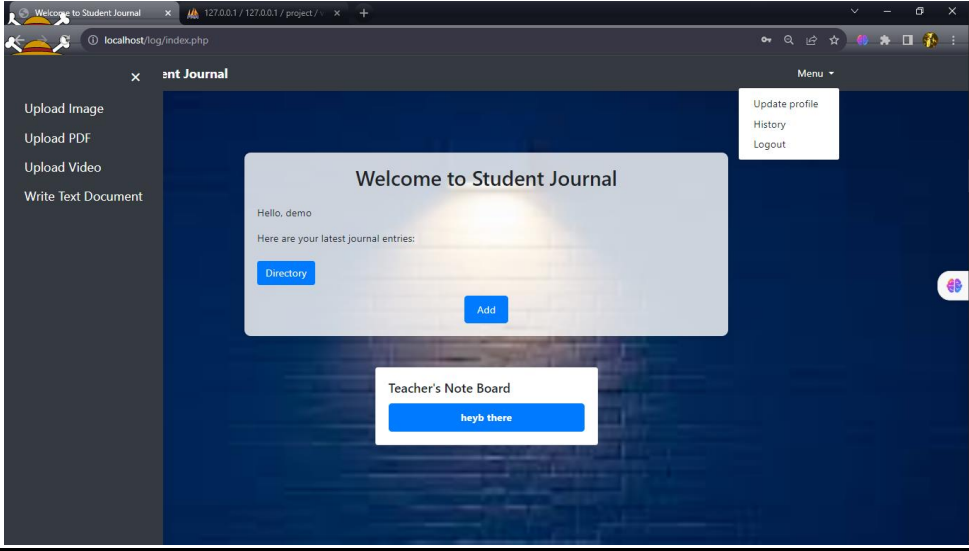 Welcome to Student Journal
127.0.0.1 / 127.0.0.1 / project /
localhost/log/index.php
ent Journal
Menu
Upload Image
Upload PDF
Upload Video
Write Text Document
Update profile
History
Logout
Welcome to Student Journal
Hello, demo
Here are your latest journal entries:
Directory
Add
Teacher's Note Board
heyb there